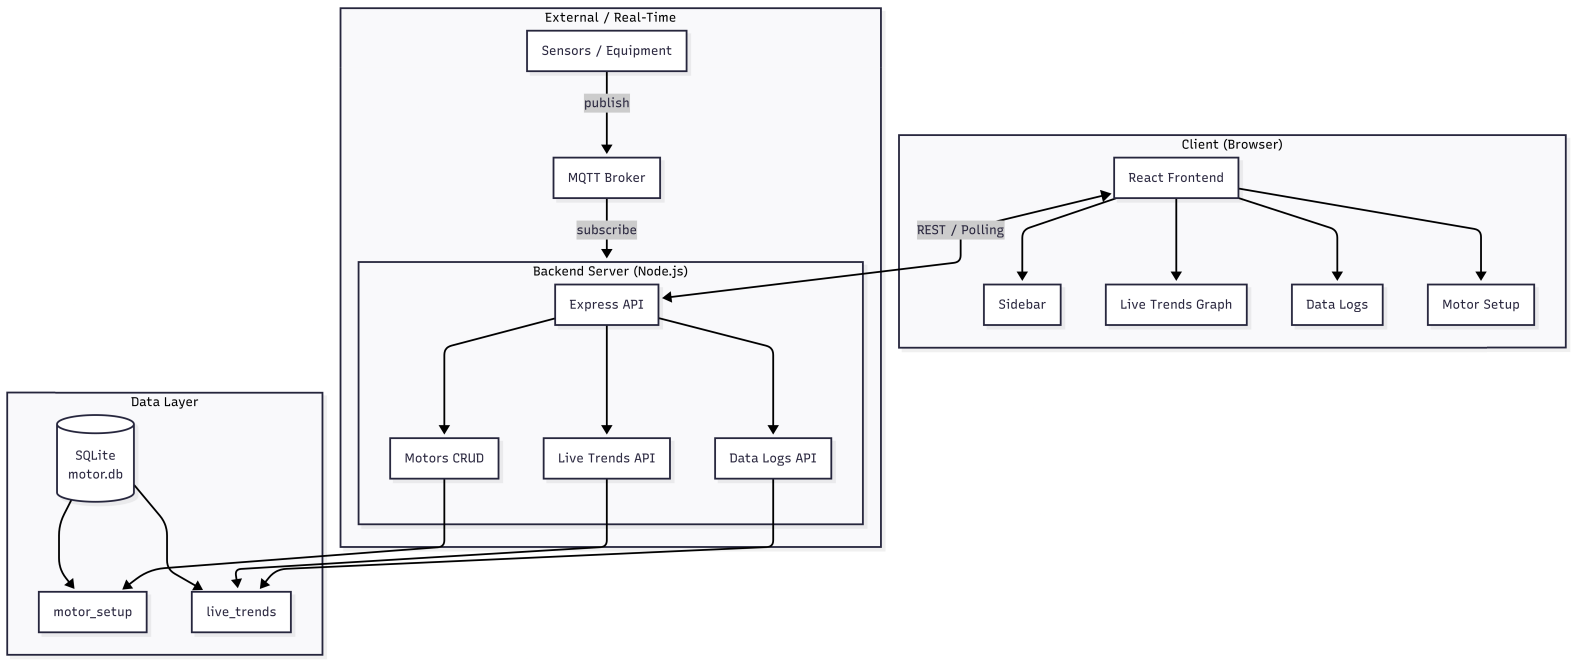 External / Real-Time
Sensors / Equipment
publish
MQTT Broker
subscribe
Backend Server (Node.js)
Express API
Motors CRUD
Live Trends API
Data Logs API
Client (Browser)
React Frontend
REST / Polling
Sidebar
Live Trends Graph
Data Logs
Motor Setup
Data Layer
SQLite
motor.db
motor_setup
live_trends